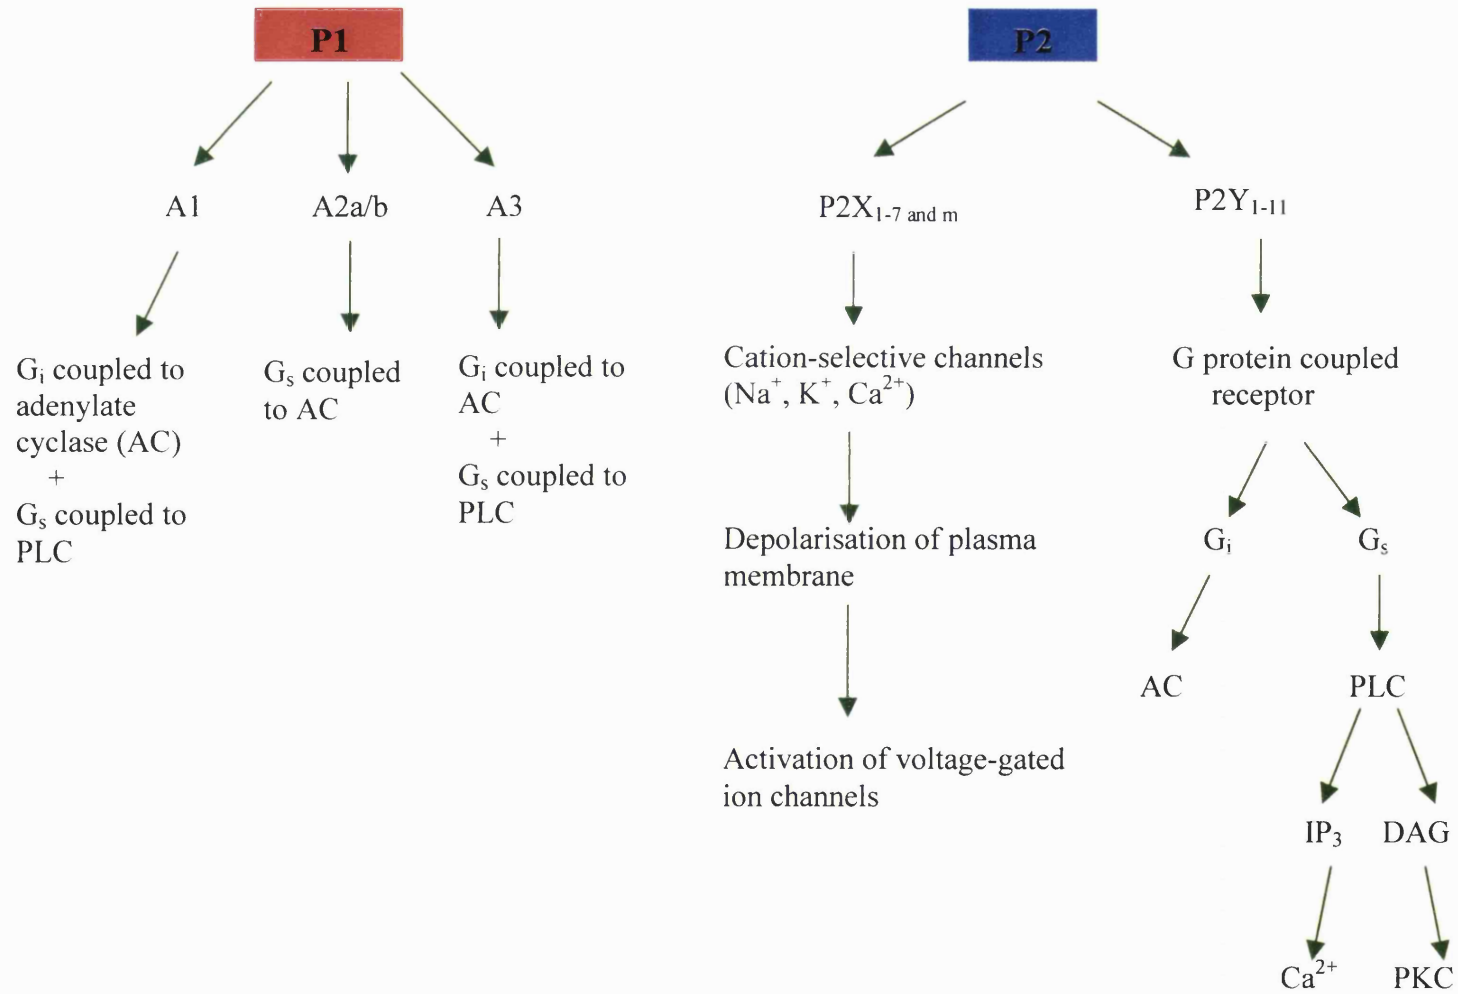 P1
P2
A1
A2a/b
A3
P2X1-7 and m
P2Y1-11
Gi coupled to
adenylate
cyclase (AC)
+
Gs coupled to
PLC
Gs coupled
to AC
Gi coupled to
AC
+
Gs coupled to
PLC
Cation-selective channels
(Na+, K+, Ca2+)
Depolarisation of plasma
membrane
Activation of voltage-gated
ion channels
G protein coupled
receptor
Gi
Gs
AC
PLC
IP3
DAG
Ca2+
PKC